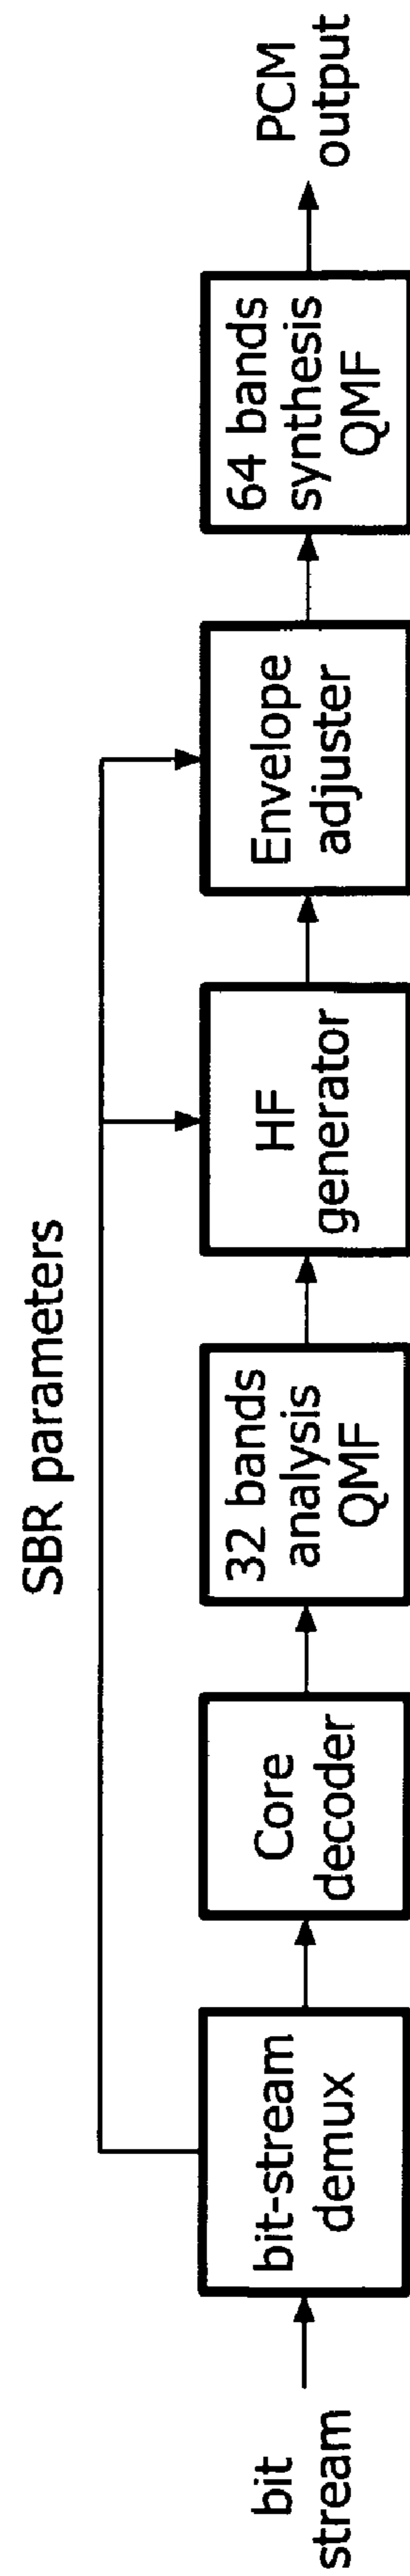 SBR parameters
bit
stream
bit-stream
demux
Core
decoder
32 bands
analysis
QMF
HF
generator
Envelope
adjuster
64 bands
synthesis
QMF
PCM
output